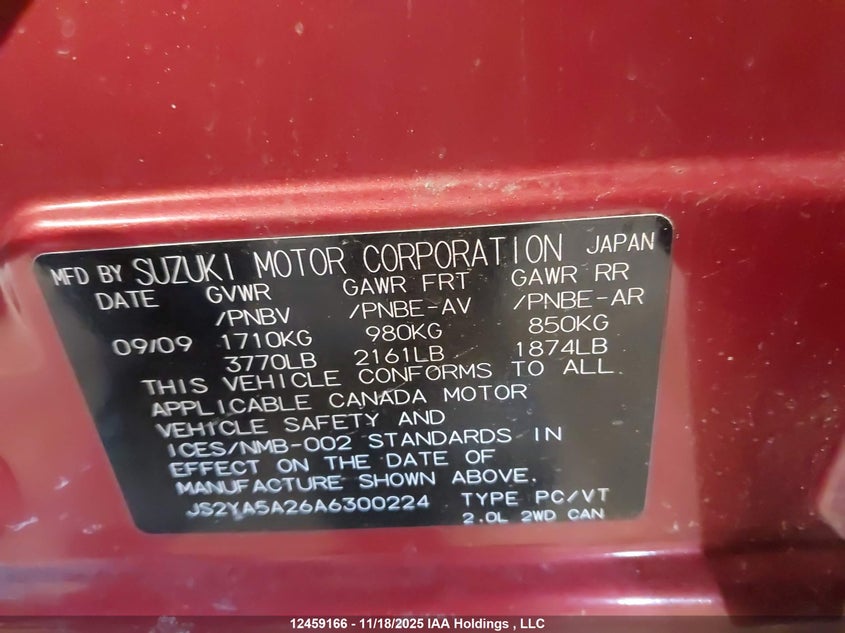 MFD BY SUZUKI MOTOR CORPORATION JAPAN
DATE GVWR GAWR FRT GAWR RR
/PNBV /PNBE-AV /PNBE-AR
09/09 1710KG 980KG 850KG
3770LB 2161LB 1874LB
THIS VEHICLE CONFORMS TO ALL
APPLICABLE CANADA MOTOR
VEHICLE SAFETY AND
ICES/NMB-002 STANDARDS IN
EFFECT ON THE DATE OF
MANUFACTURE SHOWN ABOVE.
JS2YA5A26A6300224 TYPE PC/VT
2.0L 2WD CAN
12459166 - 11/18/2025 IAA Holdings , LLC